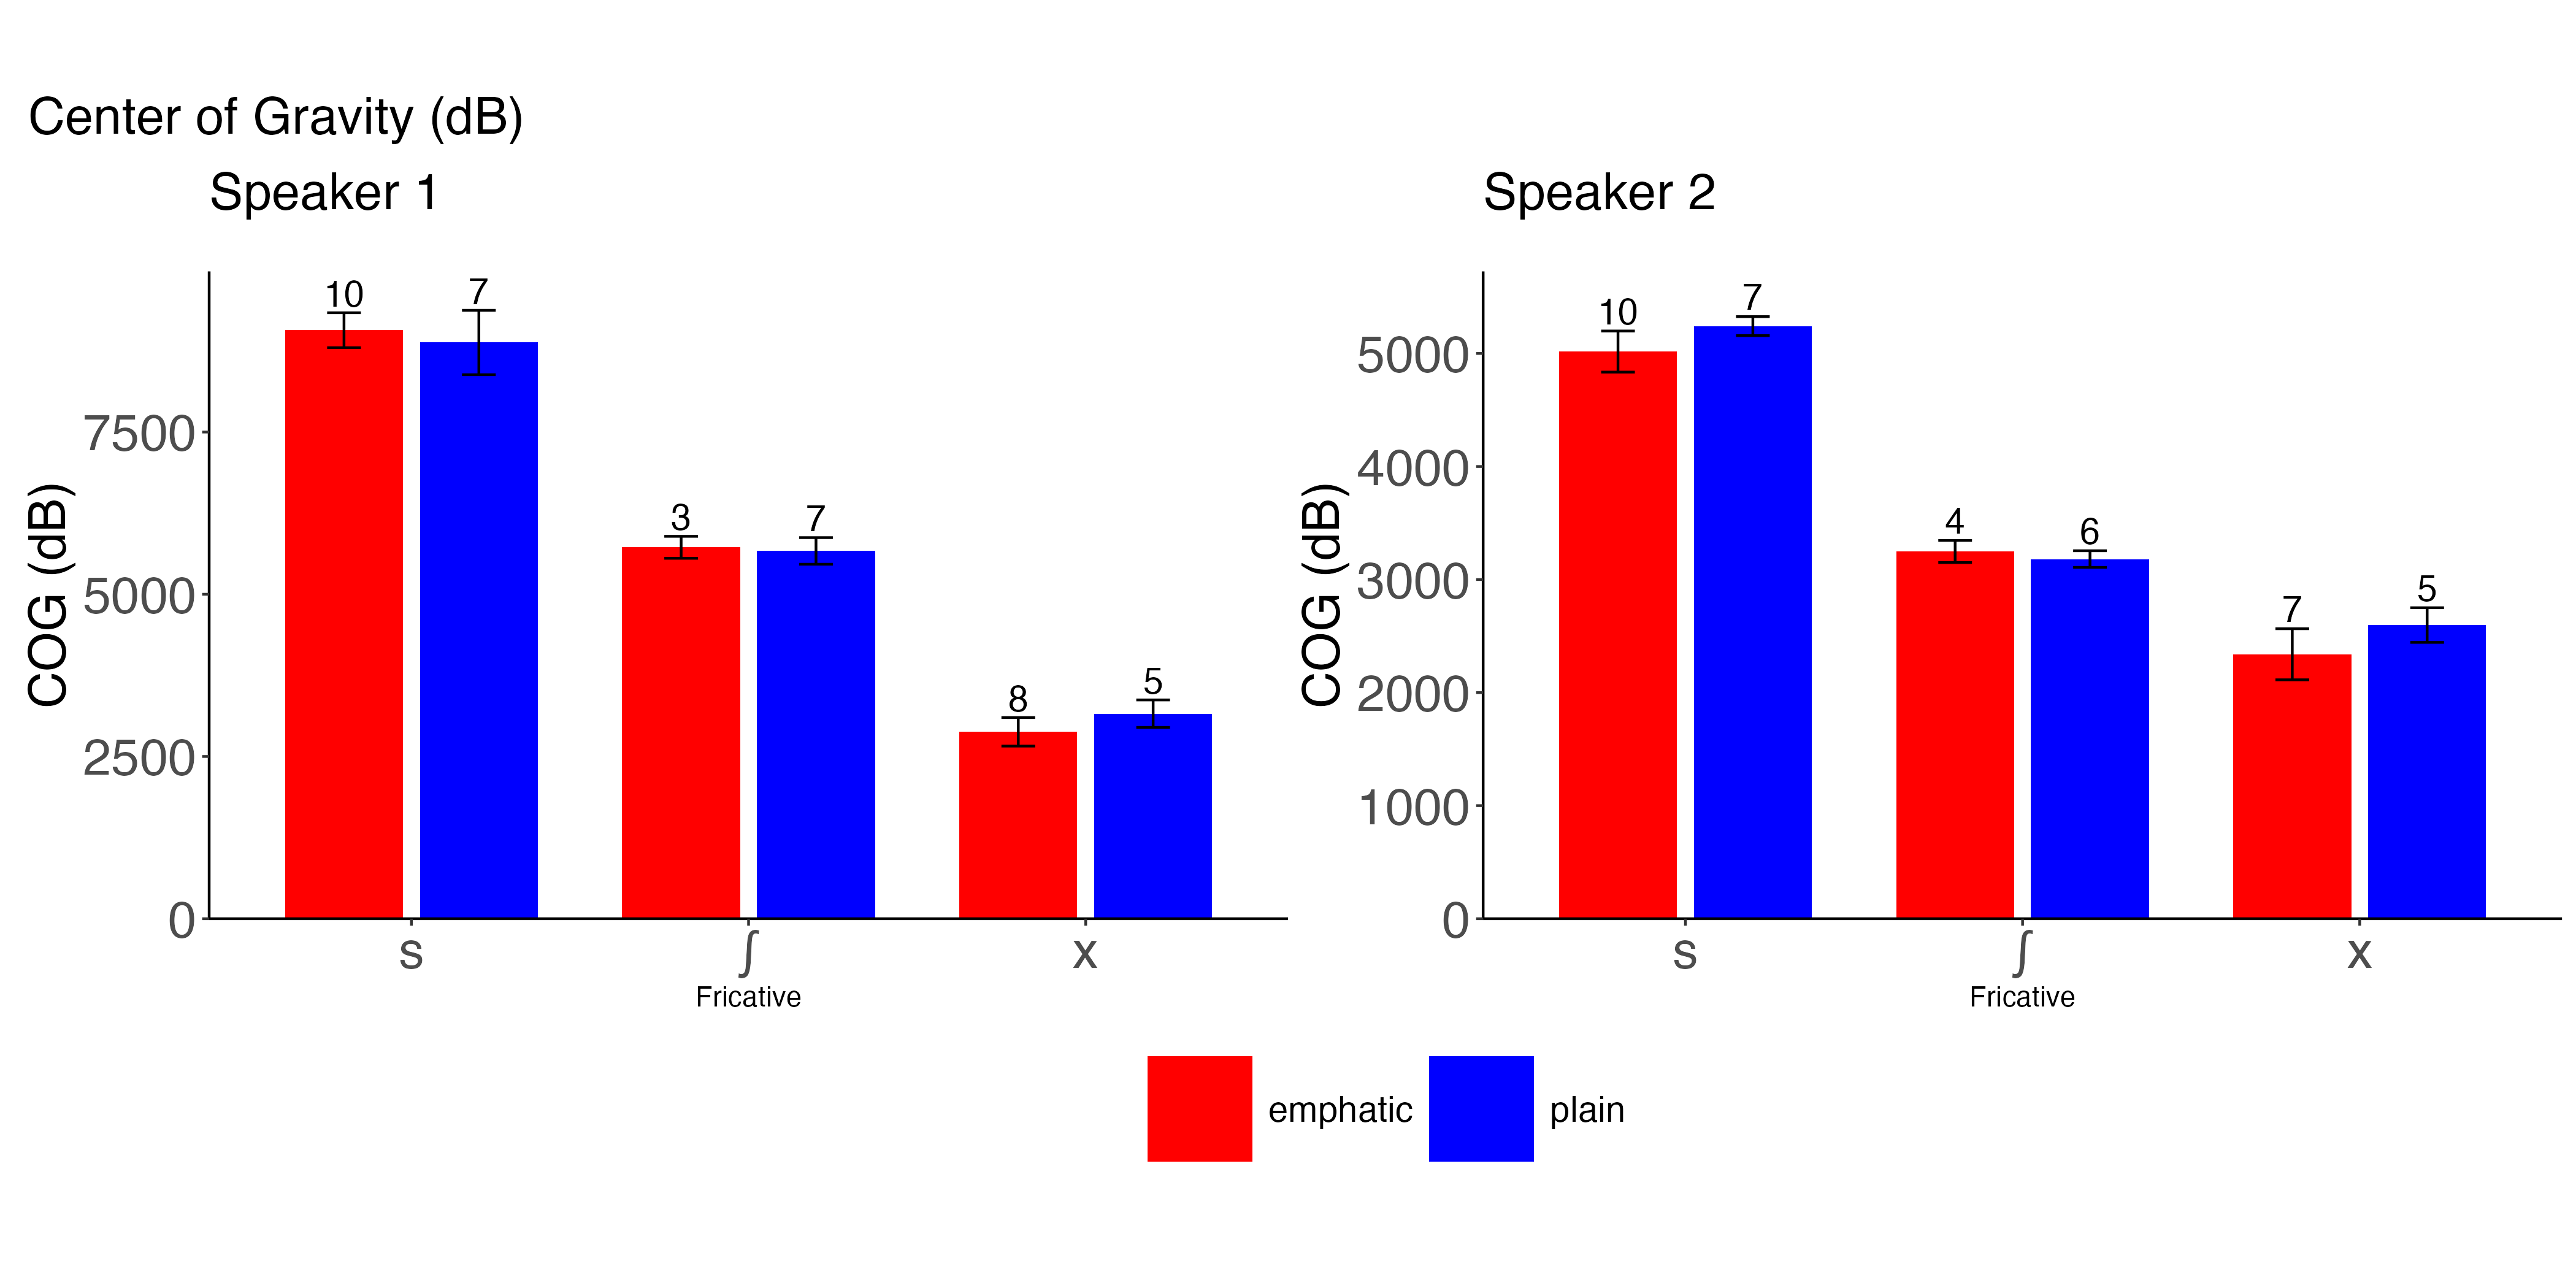 Center of Gravity (dB)
Speaker 1
COG (dB)
7500
5000
2500
0
10
7
3
7
8
5
s
ʃ
x
Fricative
Speaker 2
COG (dB)
5000
4000
3000
2000
1000
0
10
7
4
6
7
5
s
ʃ
x
Fricative
emphatic
plain